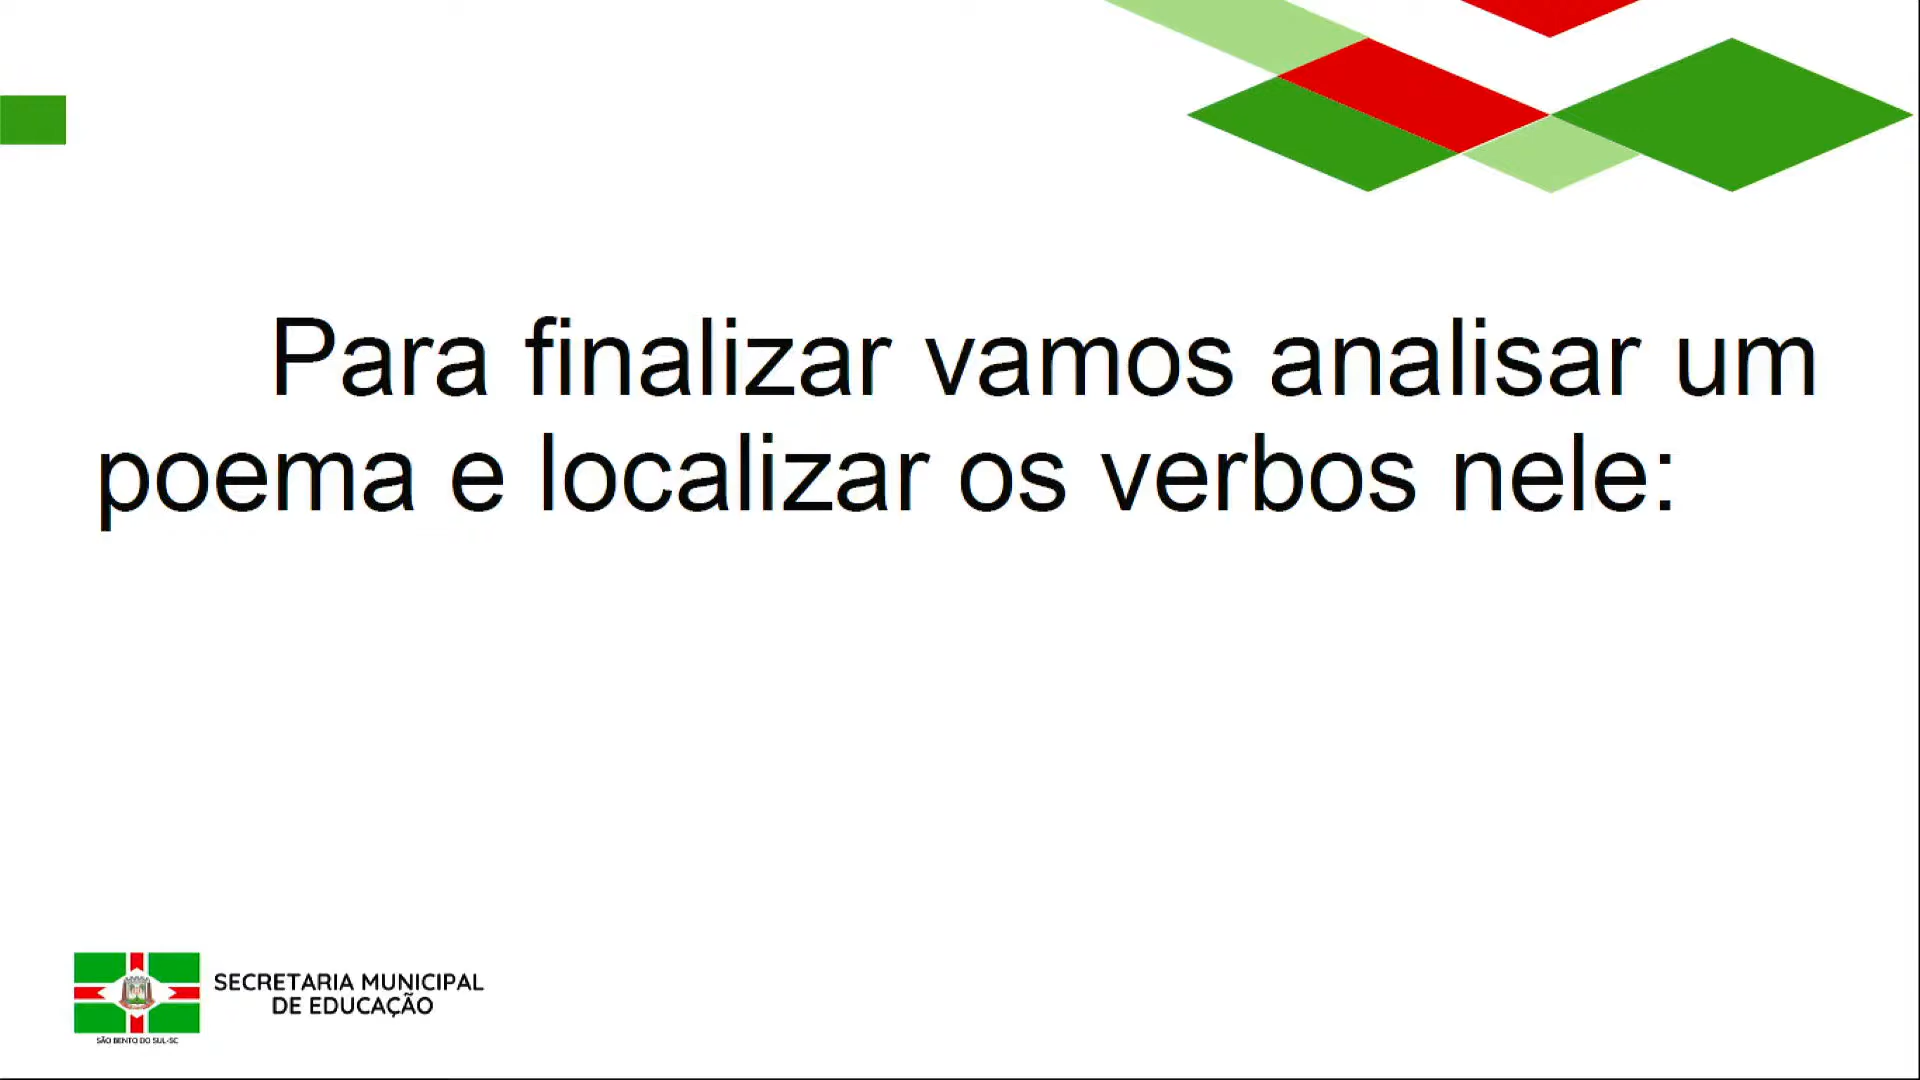 Para finalizar vamos analisar um
poema e localizar os verbos nele:
SECRETARIA MUNICIPAL
DE EDUCAÇÃO
SÃO BENTO DO SUL-SC